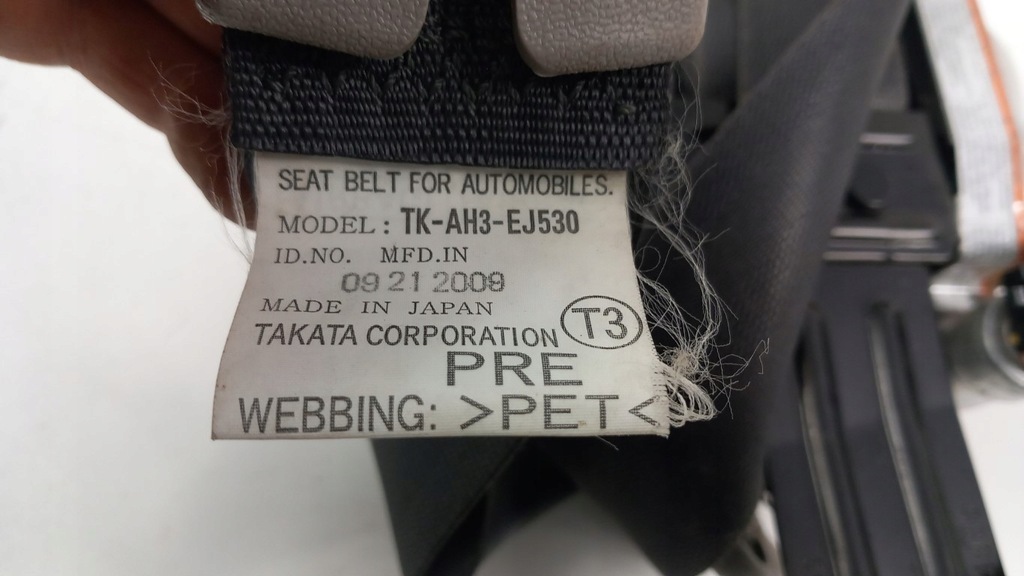 SEAT BELT FOR AUTOMOBILES.
MODEL: TK-AH3-EJ530
ID.NO. MFD.IN
09 21 2009
MADE IN JAPAN
TAKATA CORPORATION T3
PRE
WEBBING: >PET<